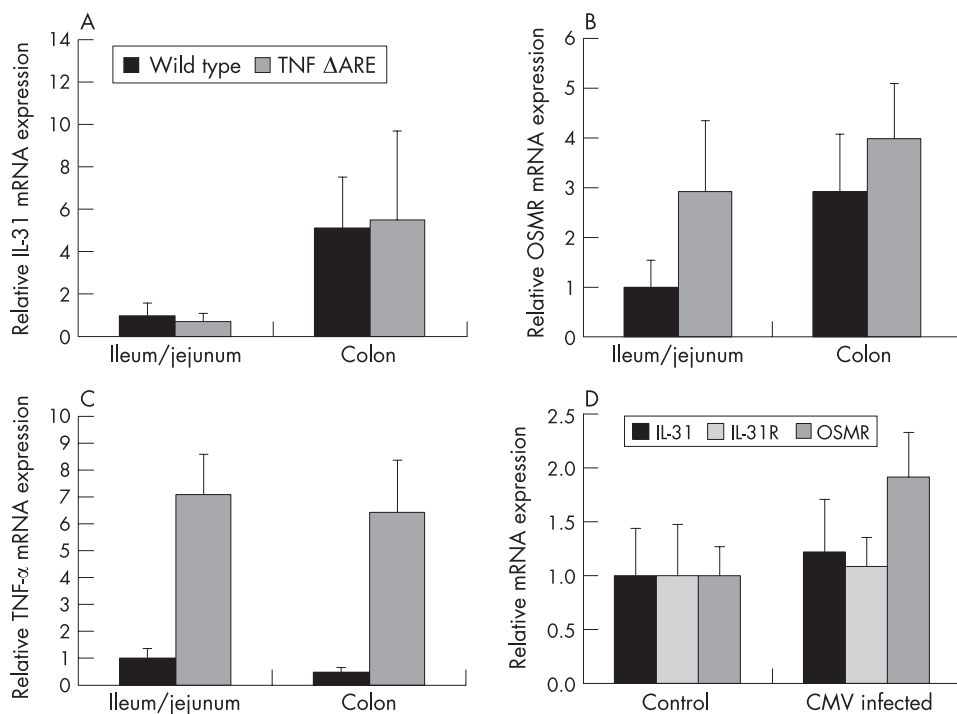 A
Relative IL-31 mRNA expression
14
12
10
8
6
4
2
0
Wild type
TNF ΔARE
Ileum/jejunum
Colon
B
Relative OSMR mRNA expression
6
5
4
3
2
1
0
Ileum/jejunum
Colon
C
Relative TNF-α mRNA expression
10
9
8
7
6
5
4
3
2
1
0
Ileum/jejunum
Colon
D
Relative mRNA expression
2.5
2.0
1.5
1.0
0.5
0.0
IL-31
IL-31R
OSMR
Control
CMV infected